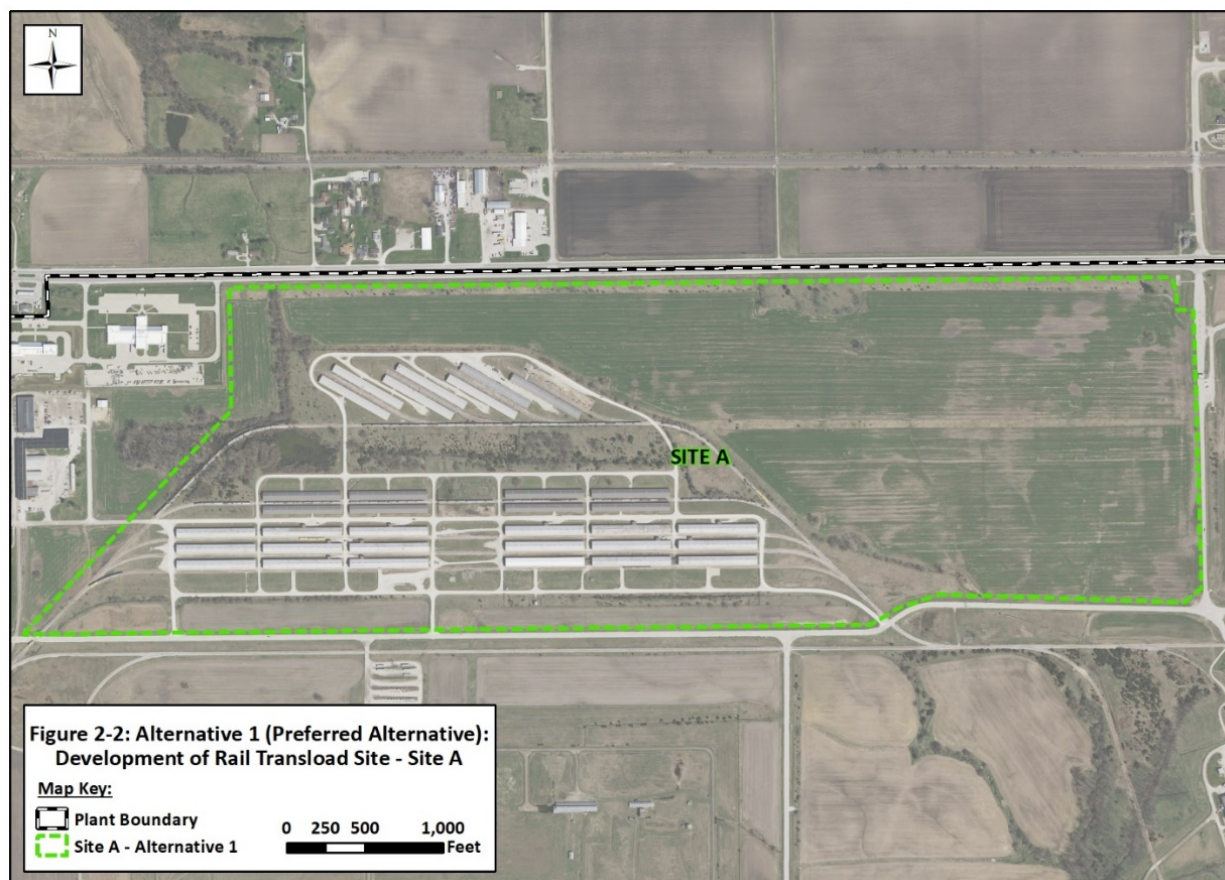 N
SITE A
Figure 2-2: Alternative 1 (Preferred Alternative):
Development of Rail Transload Site - Site A
Map Key:
Plant Boundary
Site A - Alternative 1
0 250 500 1,000
Feet